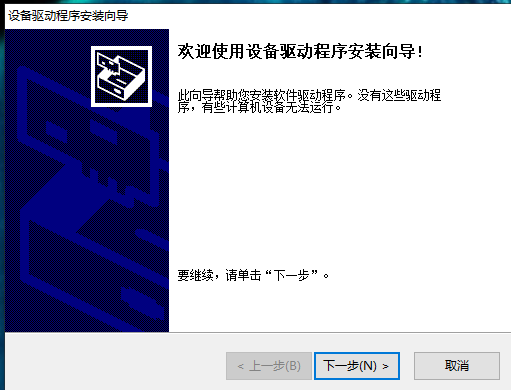 设备驱动程序安装向导
欢迎使用设备驱动程序安装向导!
此向导帮助您安装软件驱动程序。没有这些驱动程
序，有些计算机设备无法运行。
要继续，请单击“下一步”。
< 上一步(B)
下一步(N) >
取消